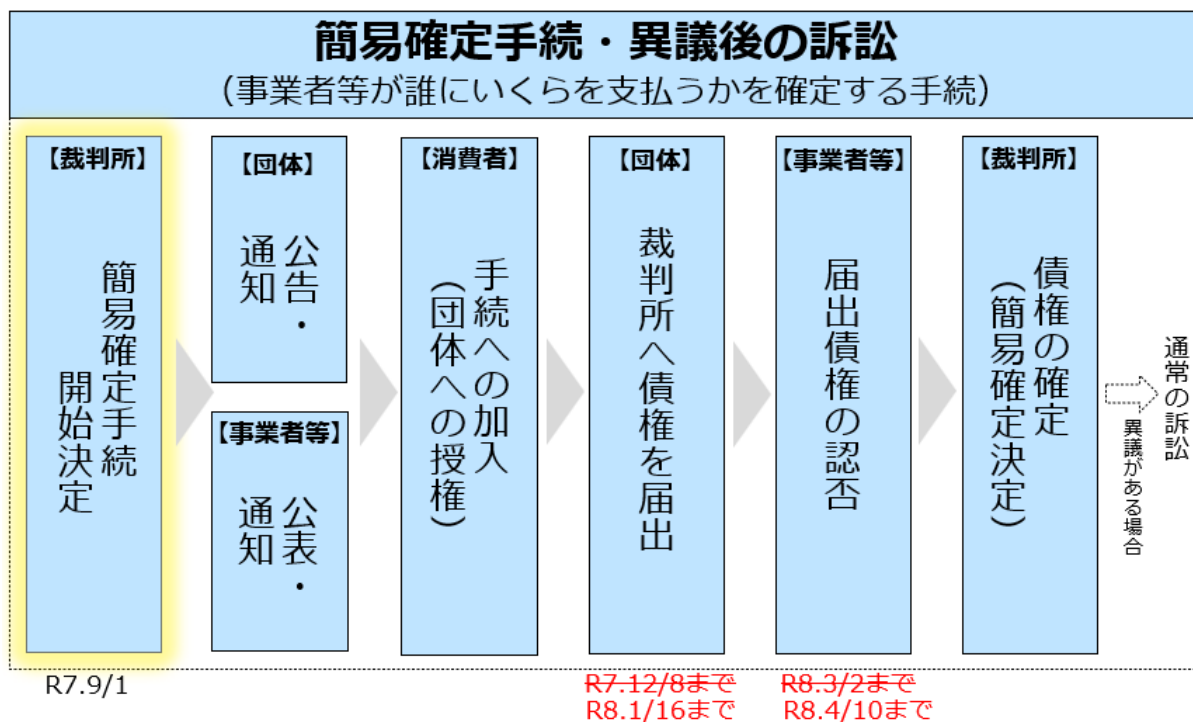 簡易確定手続・異議後の訴訟
（事業者等が誰にいくらを支払うかを確定する手続）
【裁判所】
簡易確定手続
開始決定
【団体】
公告・
通知
【事業者等】
公表・
通知
【消費者】
手続への加入
（団体への授権）
【団体】
裁判所へ債権を届出
【事業者等】
届出債権の認否
【裁判所】
債権の確定
（簡易確定決定）
通常の訴訟
異議がある場合
R7.9/1
R7.12/8まで
R8.1/16まで
R8.3/2まで
R8.4/10まで